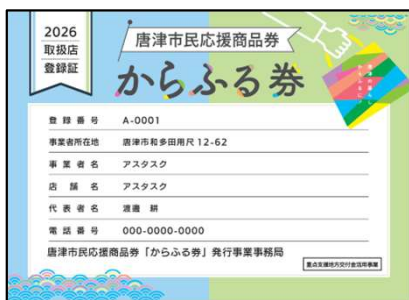 2026
取扱店
登録証
唐津市民応援商品券
からふる券
登録番号 A-0001
事業者所在地 唐津市和多田用尺12-62
事業者名 アスタスク
店舗名 アスタスク
代表者名 渡邉 耕
電話番号 000-0000-0000
唐津市民応援商品券「からふる券」発行事業事務局
重点支援地方交付金活用事業